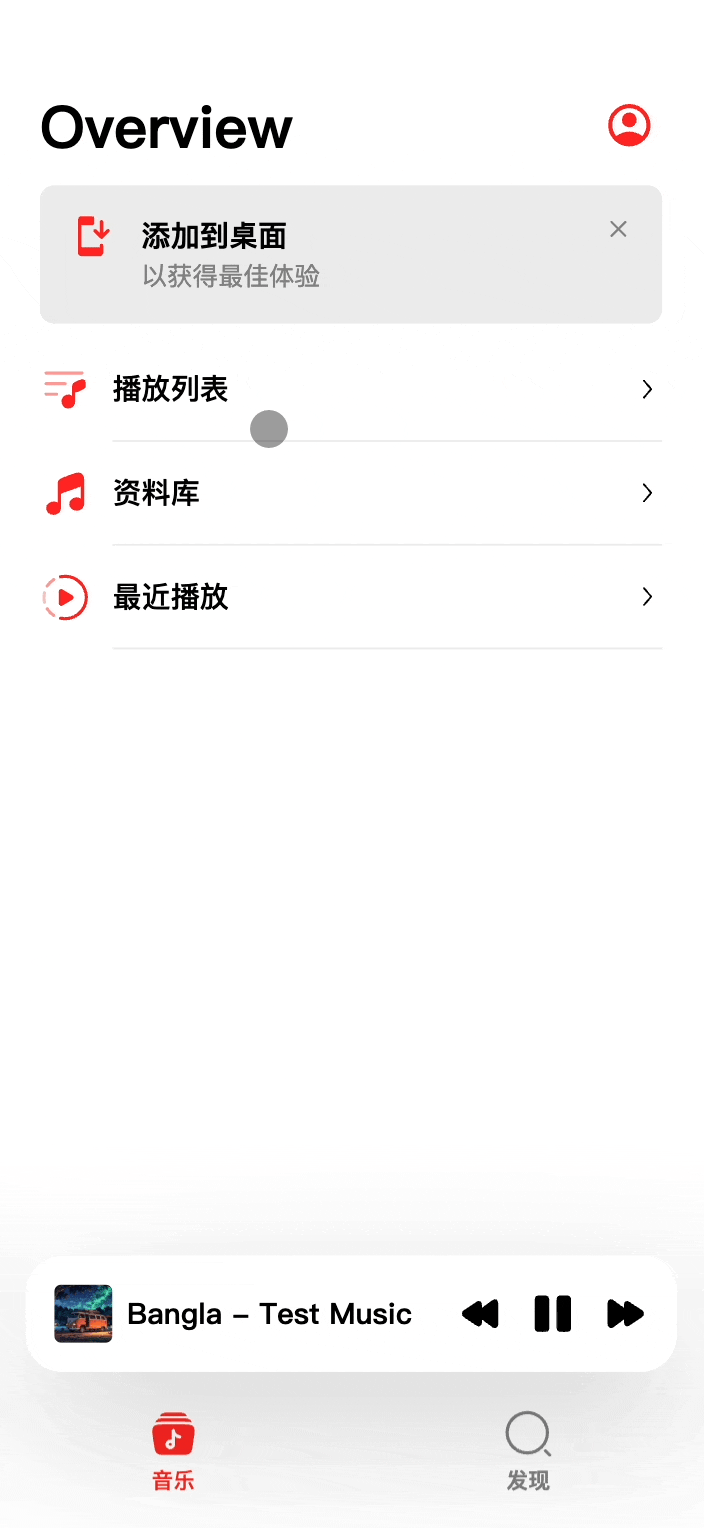 Overview
添加到桌面
以获得最佳体验
播放列表
资料库
最近播放
Bangla – Test Music
音乐
发现